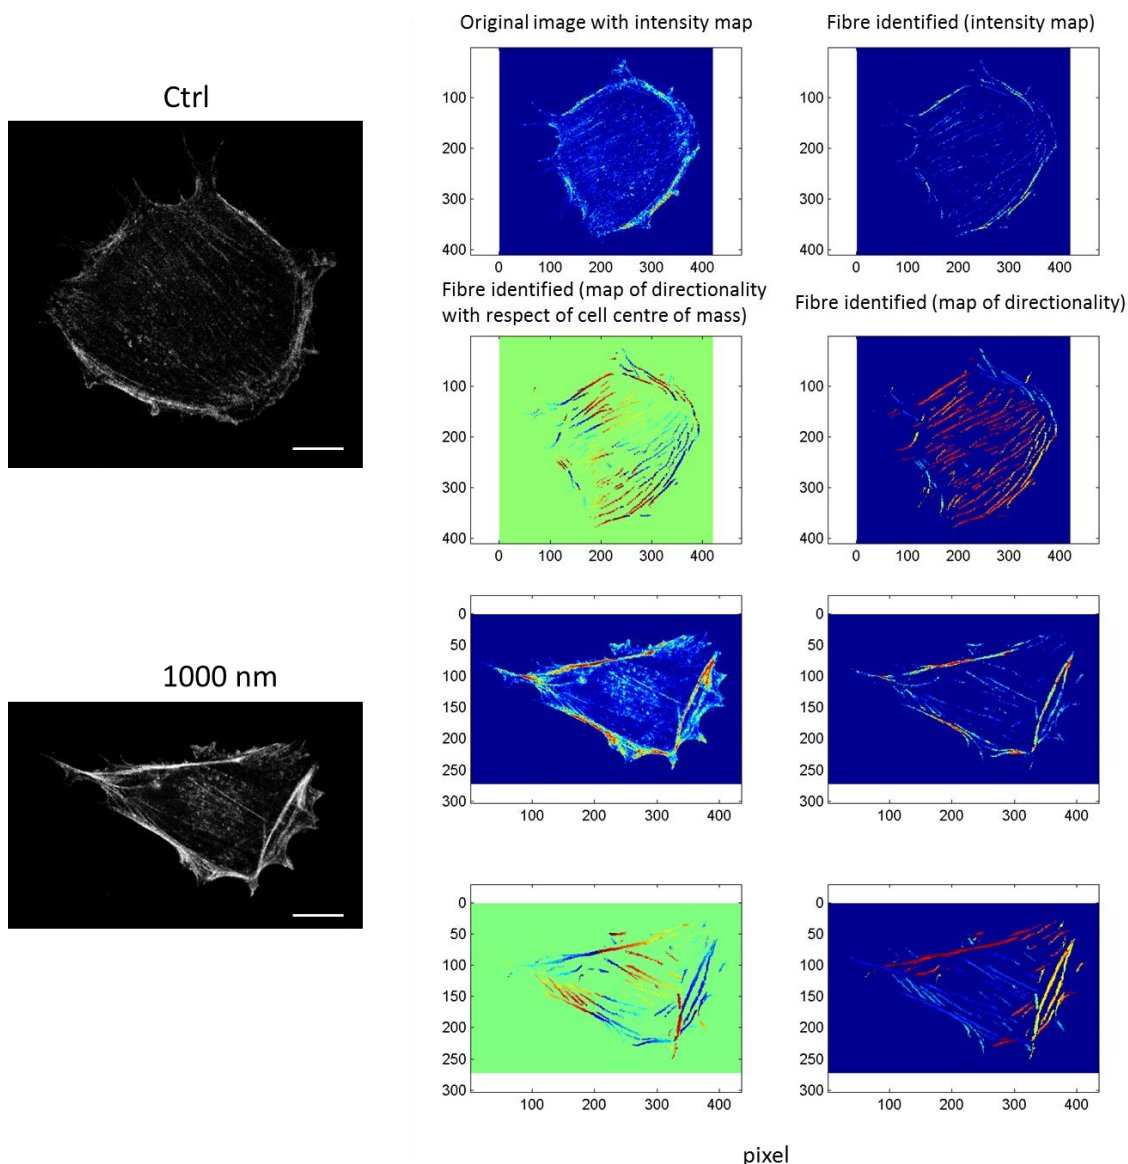 Original image with intensity map
Fibre identified (intensity map)
Ctrl
100
200
300
400
0 100 200 300 400
100
200
300
400
0 100 200 300 400
Fibre identified (map of directionality
with respect of cell centre of mass)
Fibre identified (map of directionality)
100
200
300
400
0 100 200 300 400
100
200
300
400
0 100 200 300 400
1000 nm
0
50
100
150
200
250
300
100 200 300 400
0
50
100
150
200
250
300
100 200 300 400
0
50
100
150
200
250
300
100 200 300 400
0
50
100
150
200
250
300
100 200 300 400
pixel